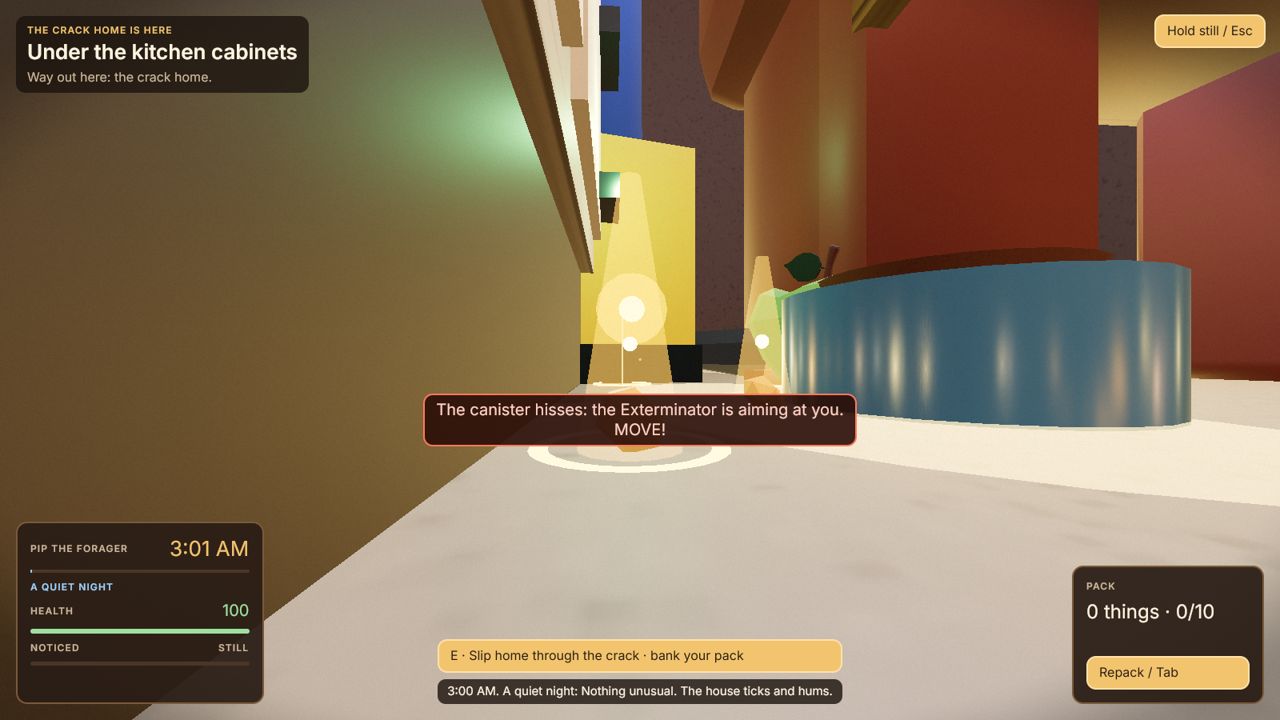 THE CRACK HOME IS HERE
Under the kitchen cabinets
Way out here: the crack home.
Hold still / Esc
The canister hisses: the Exterminator is aiming at you.
MOVE!
PIP THE FORAGER
3:01 AM
A QUIET NIGHT
HEALTH
100
NOTICED
STILL
E · Slip home through the crack · bank your pack
3:00 AM. A quiet night: Nothing unusual. The house ticks and hums.
PACK
0 things · 0/10
Repack / Tab